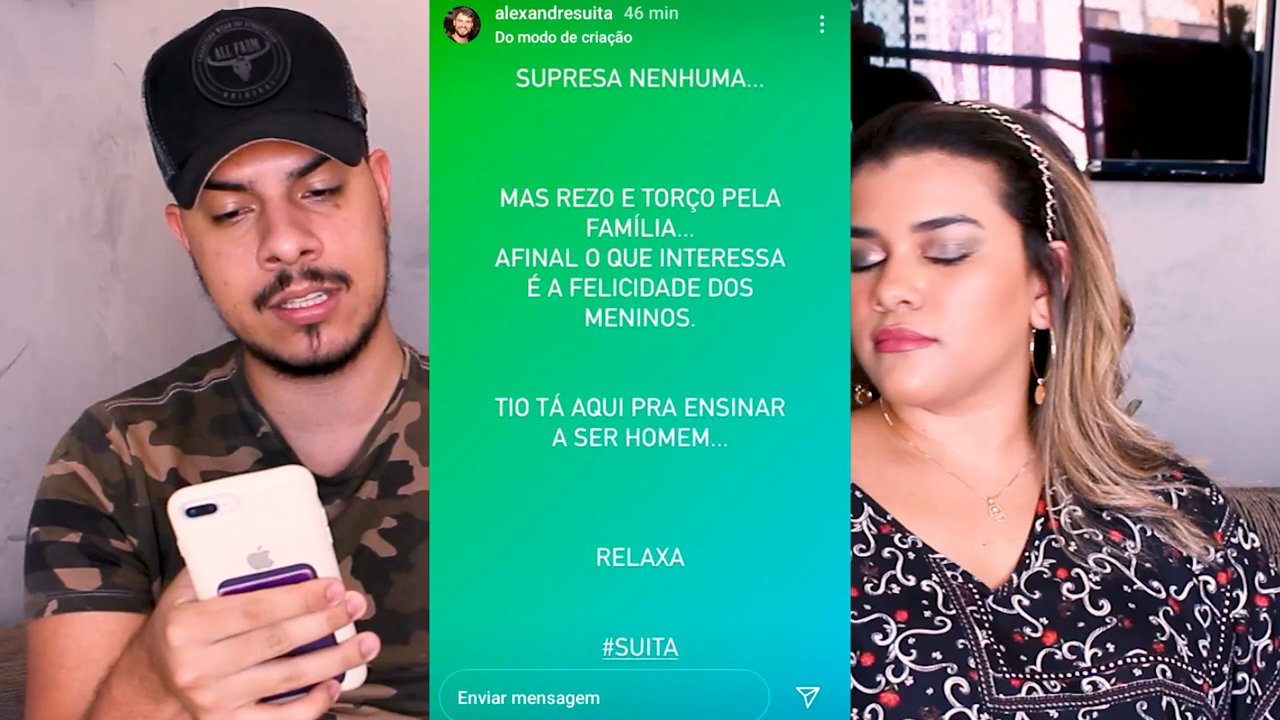 ALL FARM
ORIGINAL
alexandresuita 46 min
Do modo de criação
SUPRESA NENHUMA...
MAS REZO E TORÇO PELA
FAMÍLIA...
AFINAL O QUE INTERESSA
É A FELICIDADE DOS
MENINOS.
TIO TÁ AQUI PRA ENSINAR
A SER HOMEM...
RELAXA
#SUITA
Enviar mensagem